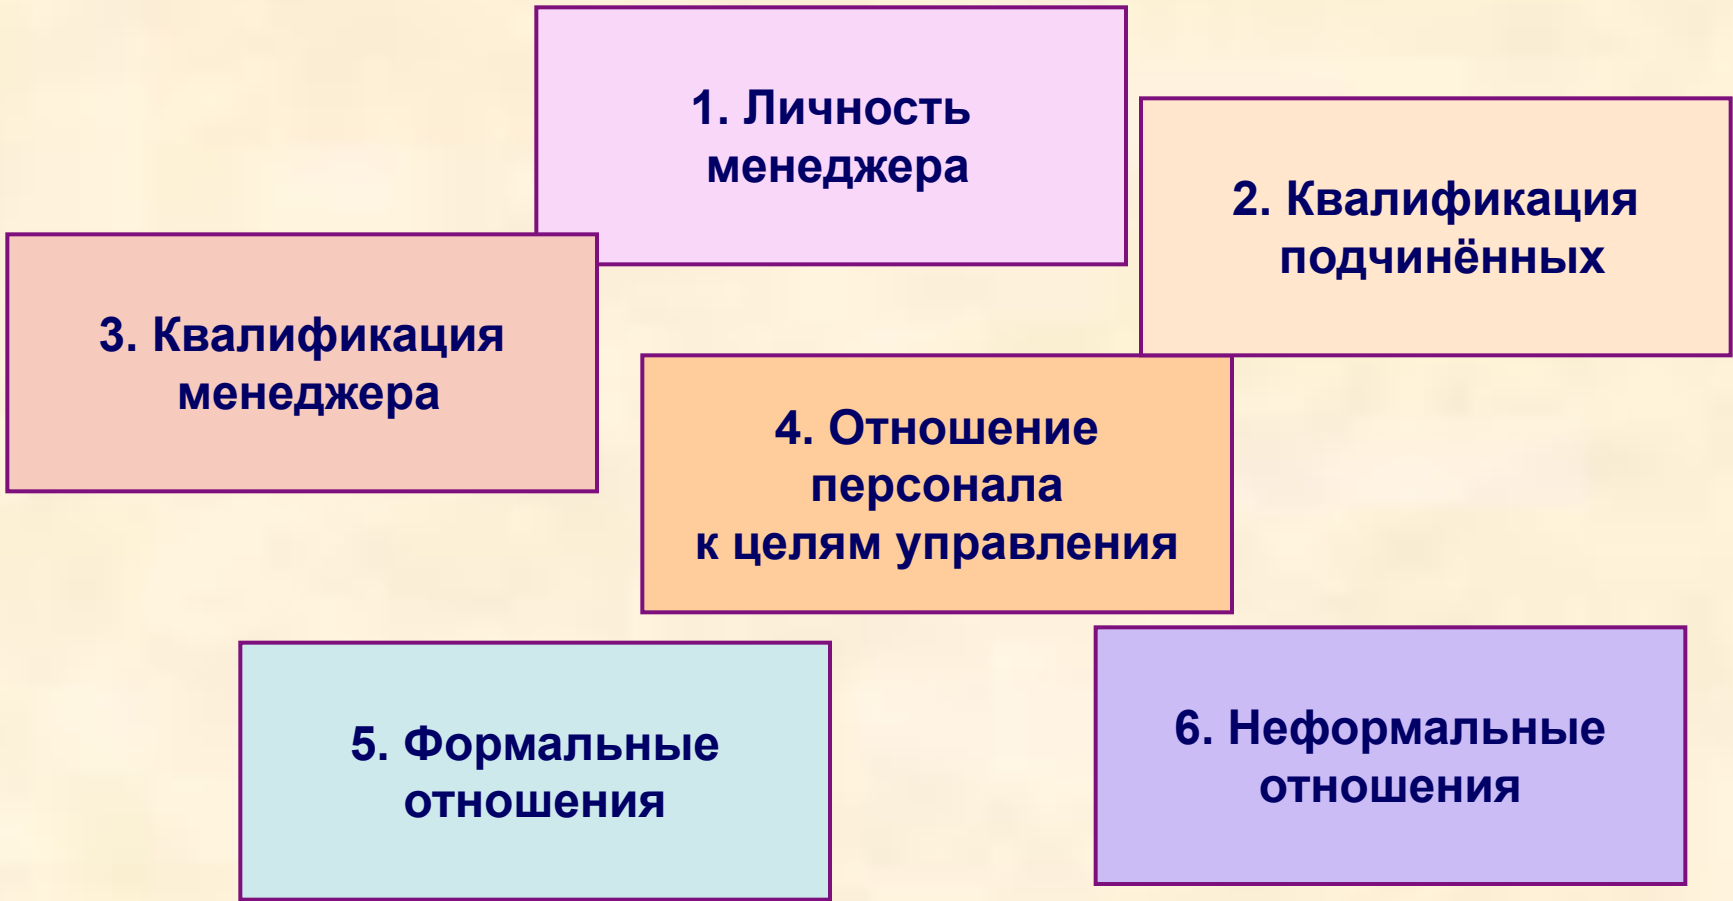 1. Личность
менеджера
2. Квалификация
подчинённых
3. Квалификация
менеджера
4. Отношение
персонала
к целям управления
5. Формальные
отношения
6. Неформальные
отношения